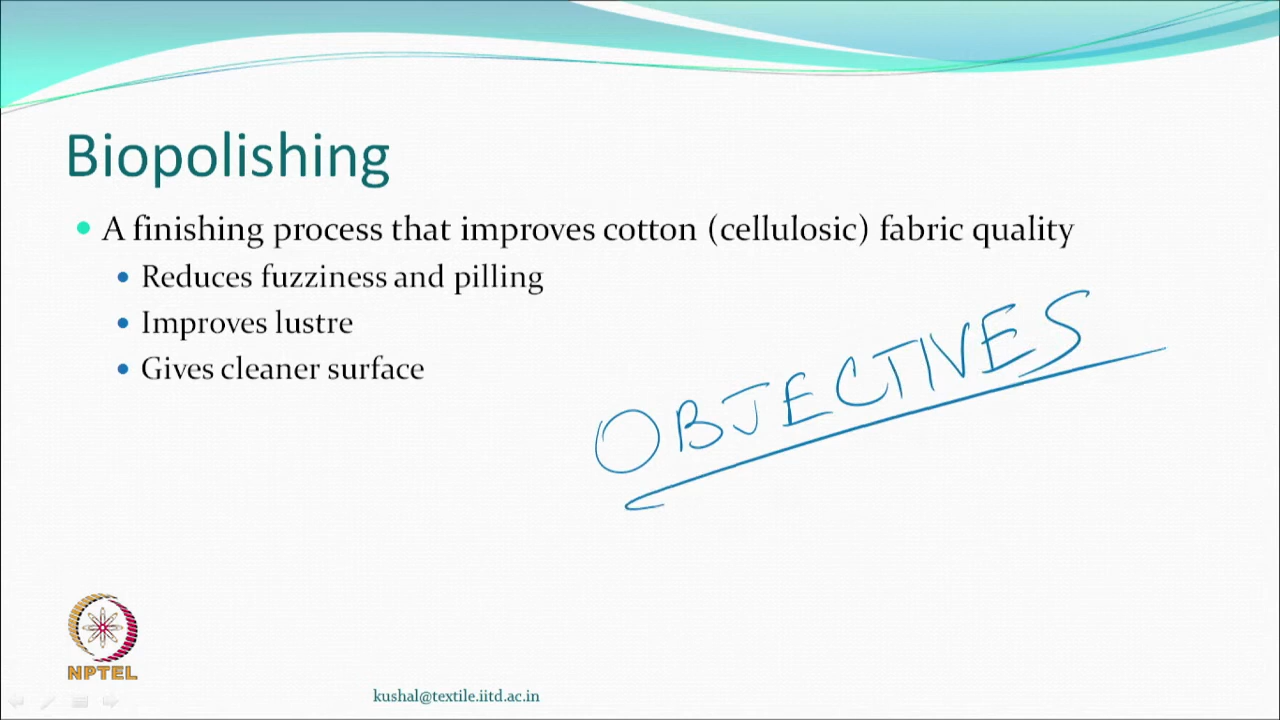 Biopolishing
A finishing process that improves cotton (cellulosic) fabric quality
Reduces fuzziness and pilling
Improves lustre
Gives cleaner surface
OBJECTIVES
NPTEL
kushal@textile.iitd.ac.in